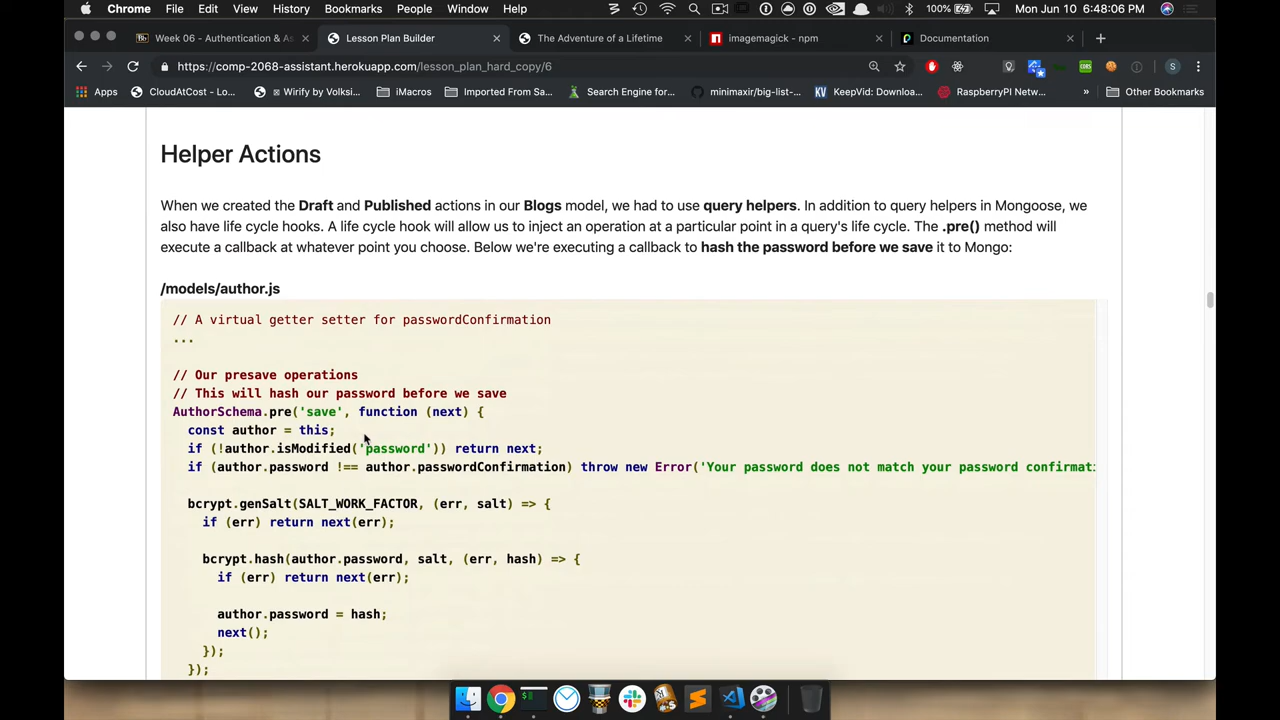 Chrome File Edit View History Bookmarks People Window Help 100% Mon Jun 10 6:48:06 PM
Week 06 - Authentication & As
Lesson Plan Builder
The Adventure of a Lifetime
imagemagick - npm
Documentation
https://comp-2068-assistant.herokuapp.com/lesson_plan_hard_copy/6
Apps CloudAtCost - Lo... Wirify by Volksi... iMacros Imported From Sa... Search Engine for... minimaxir/big-list-... KeepVid: Downloa... RaspberryPI Netw... » Other Bookmarks
Helper Actions
When we created the Draft and Published actions in our Blogs model, we had to use query helpers. In addition to query helpers in Mongoose, we
also have life cycle hooks. A life cycle hook will allow us to inject an operation at a particular point in a query's life cycle. The .pre() method will
execute a callback at whatever point you choose. Below we're executing a callback to hash the password before we save it to Mongo:
/models/author.js
// A virtual getter setter for passwordConfirmation
...
// Our presave operations
// This will hash our password before we save
AuthorSchema.pre('save', function (next) {
const author = this;
if (!author.isModified('password')) return next;
if (author.password !== author.passwordConfirmation) throw new Error('Your password does not match your password confirmati
bcrypt.genSalt(SALT_WORK_FACTOR, (err, salt) => {
if (err) return next(err);
bcrypt.hash(author.password, salt, (err, hash) => {
if (err) return next(err);
author.password = hash;
next();
});
});